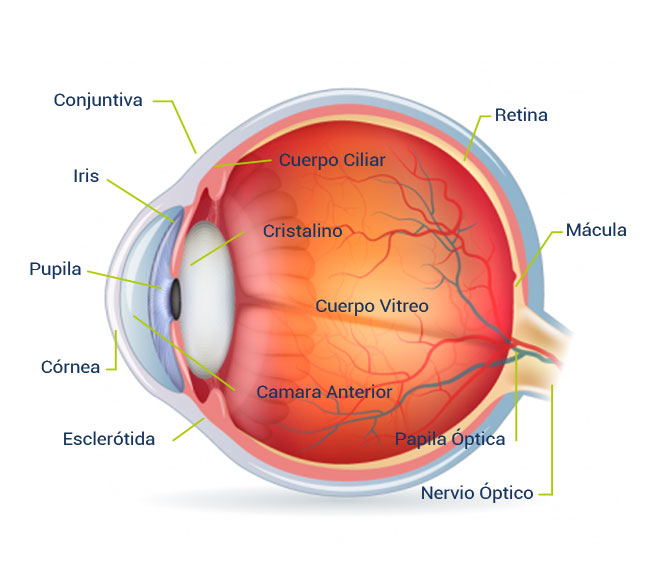 Conjuntiva
Retina
Cuerpo Ciliar
Iris
Cristalino
Mácula
Pupila
Cuerpo Vitreo
Córnea
Camara Anterior
Esclerótida
Papila Óptica
Nervio Óptico